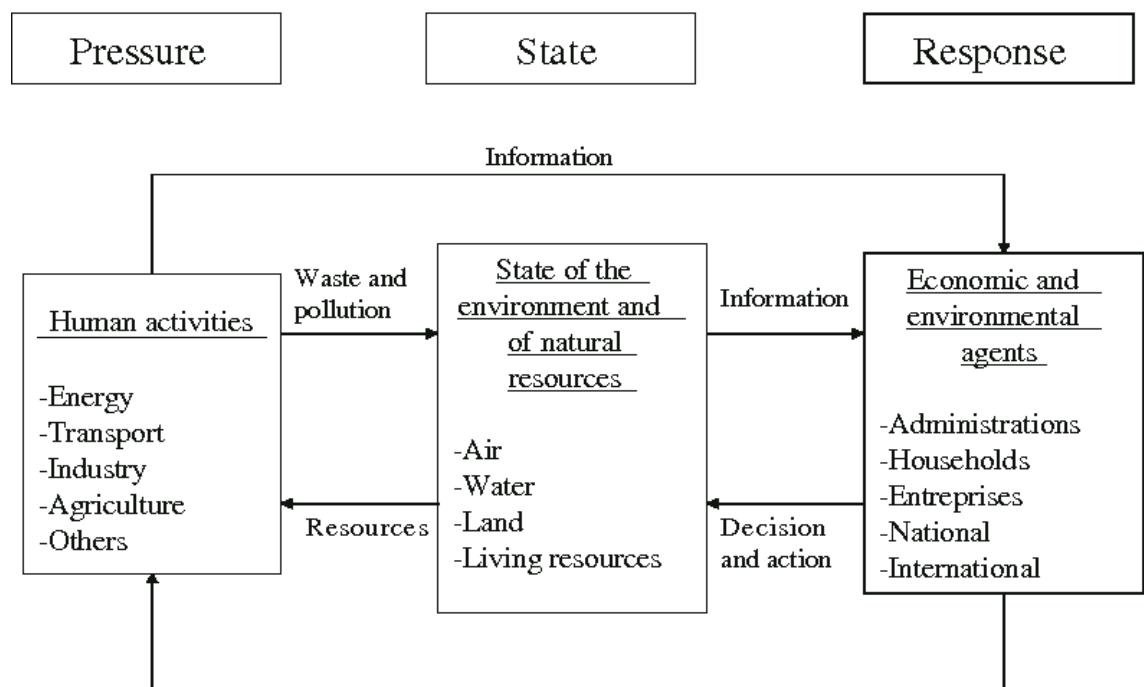 Pressure
State
Response
Information
Human activities
-Energy
-Transport
-Industry
-Agriculture
-Others
Waste and
pollution
Resources
State of the
environment and
of natural
resources
-Air
-Water
-Land
-Living resources
Information
Decision
and action
Economic and
environmental
agents
-Administrations
-Households
-Entreprises
-National
-International